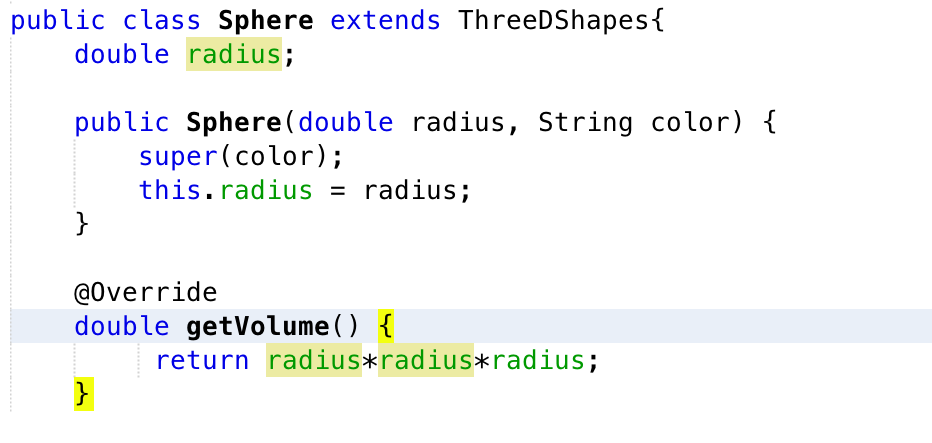 public class Sphere extends ThreeDShapes{
    double radius;

    public Sphere(double radius, String color) {
        super(color);
        this.radius = radius;
    }

    @Override
    double getVolume() {
         return radius*radius*radius;
    }